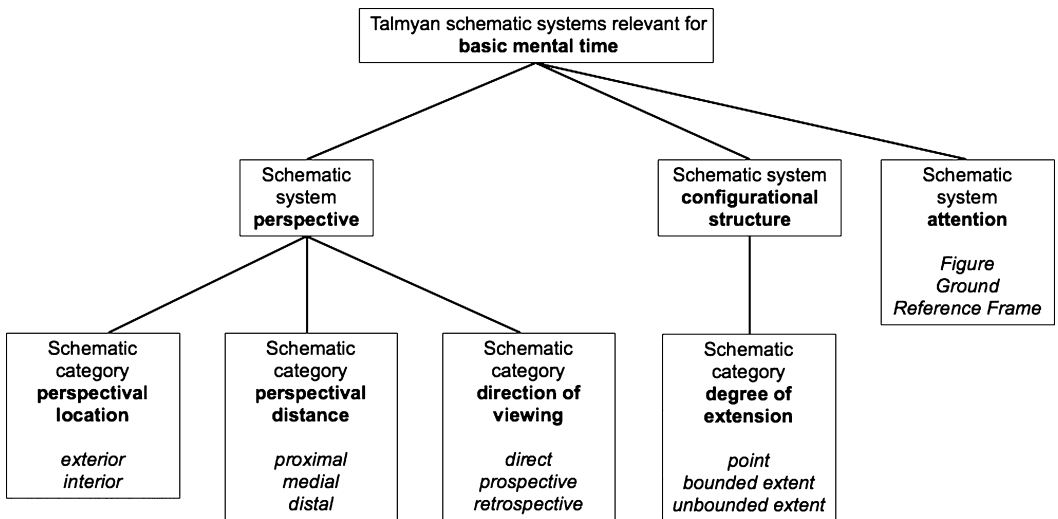 Talmyan schematic systems relevant for
basic mental time
Schematic
system
perspective
Schematic system
configurational
structure
Schematic
system
attention
Figure
Ground
Reference Frame
Schematic
category
perspectival
location
exterior
interior
Schematic
category
perspectival
distance
proximal
medial
distal
Schematic
category
direction of
viewing
direct
prospective
retrospective
Schematic
category
degree of
extension
point
bounded extent
unbounded extent